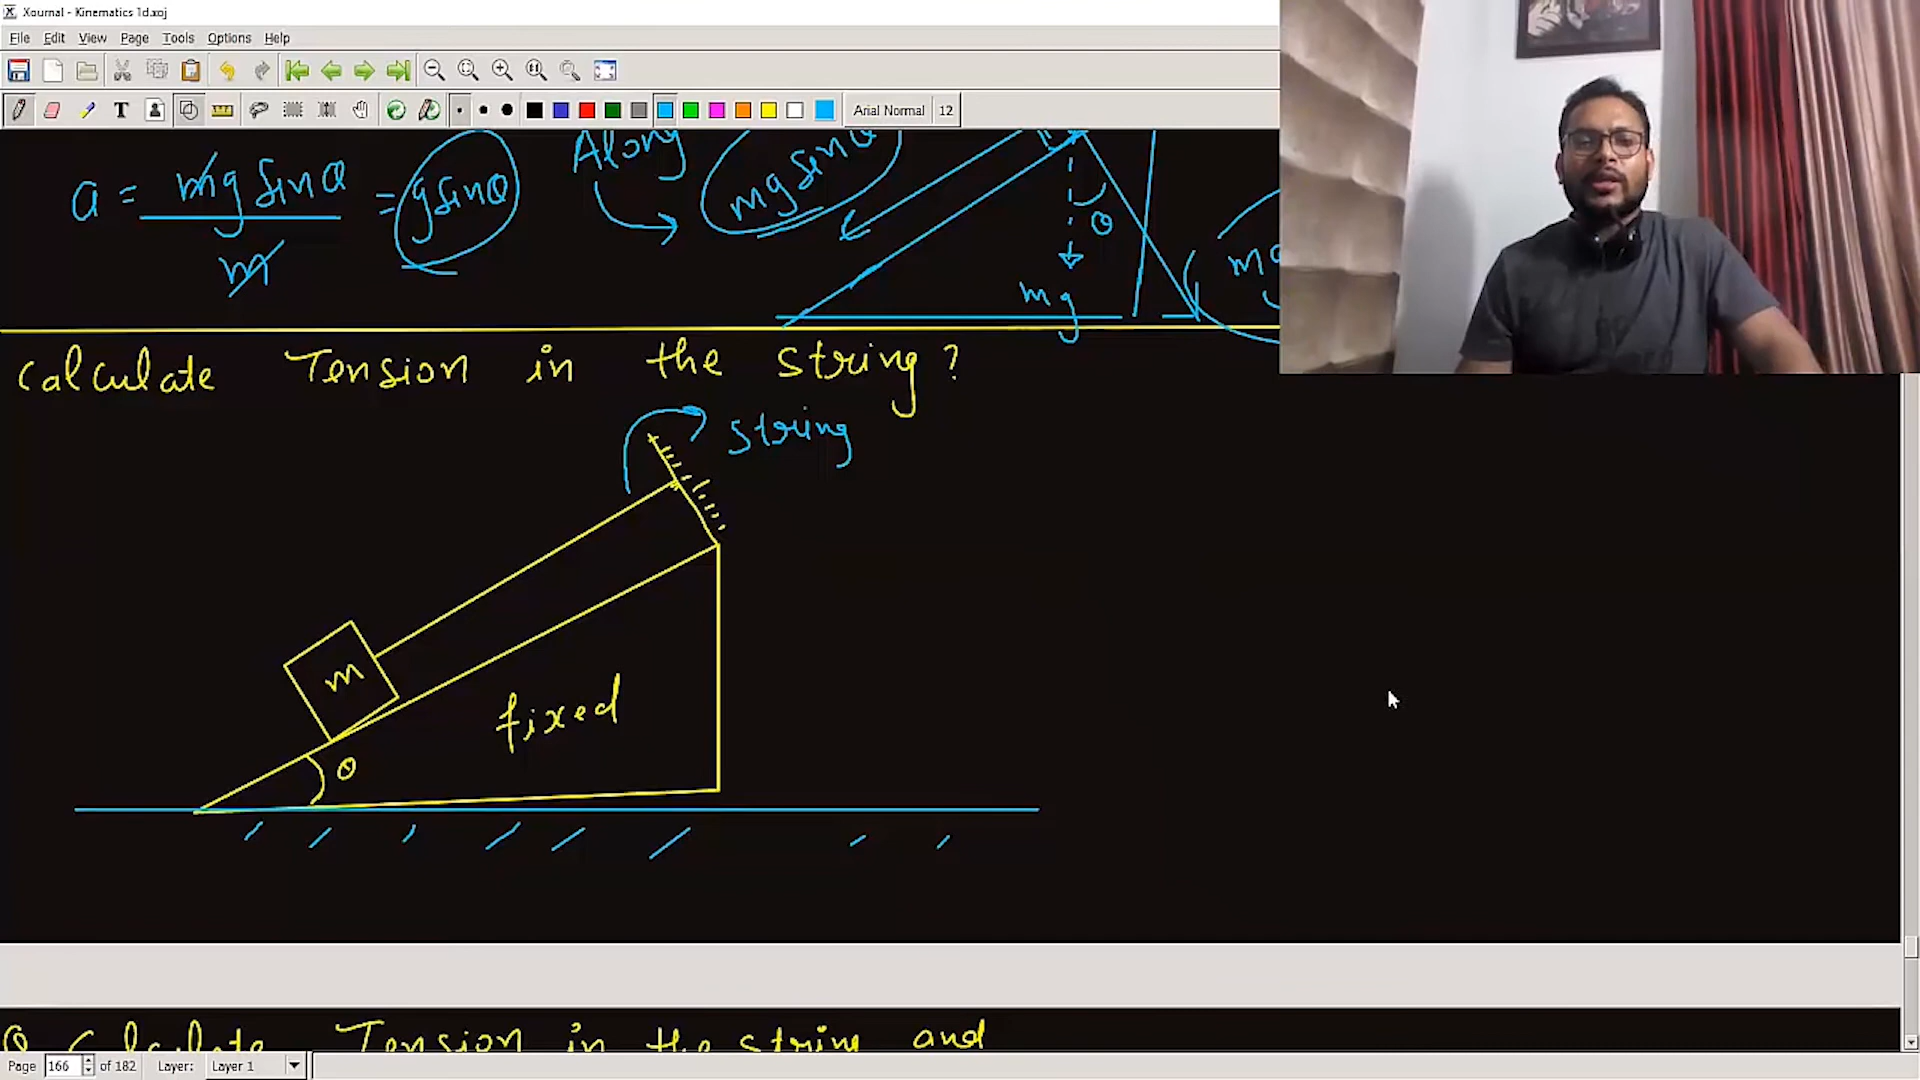 Xournal - Kinematics 1d.xoj
File Edit View Page Tools Options Help
Arial Normal 12
a = mg sinθ / m = g sinθ
Along
mg sinθ
θ
mg
Calculate Tension in the string?
string
m
fixed
θ
Calculate Tension in the string and
Page 166 of 182 Layer: Layer 1